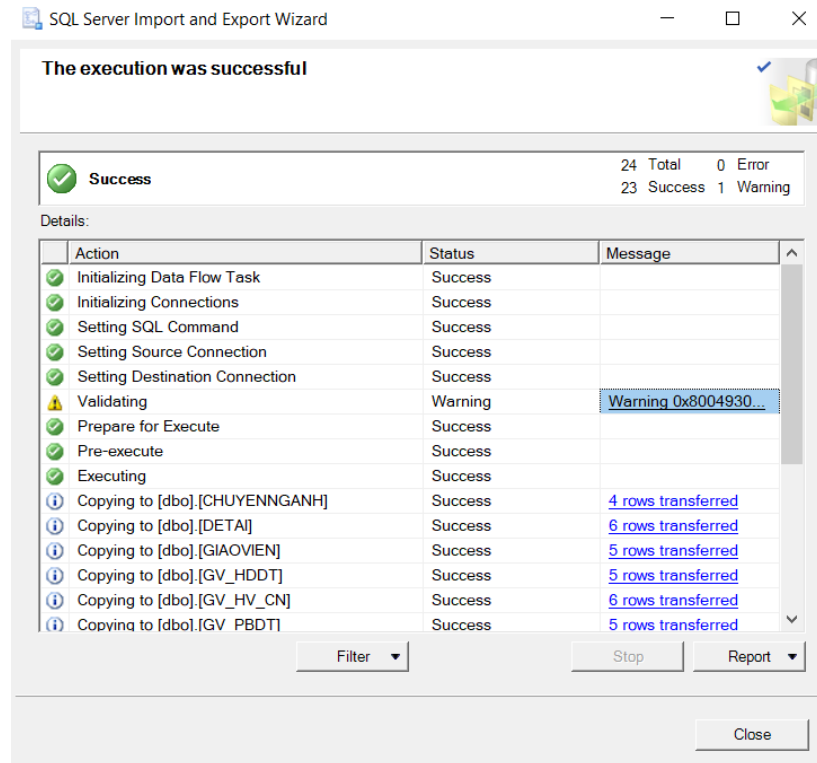 SQL Server Import and Export Wizard
The execution was successful
Success
24 Total 0 Error
23 Success 1 Warning
Details:
Action Status Message
Initializing Data Flow Task Success
Initializing Connections Success
Setting SQL Command Success
Setting Source Connection Success
Setting Destination Connection Success
Validating Warning Warning 0x8004930...
Prepare for Execute Success
Pre-execute Success
Executing Success
Copying to [dbo].[CHUYENNGANH] Success 4 rows transferred
Copying to [dbo].[DETAI] Success 6 rows transferred
Copying to [dbo].[GIAOVIEN] Success 5 rows transferred
Copying to [dbo].[GV_HDDT] Success 5 rows transferred
Copying to [dbo].[GV_HV_CN] Success 6 rows transferred
Copying to [dbo].[GV_PBDT] Success 5 rows transferred
Filter Stop Report
Close